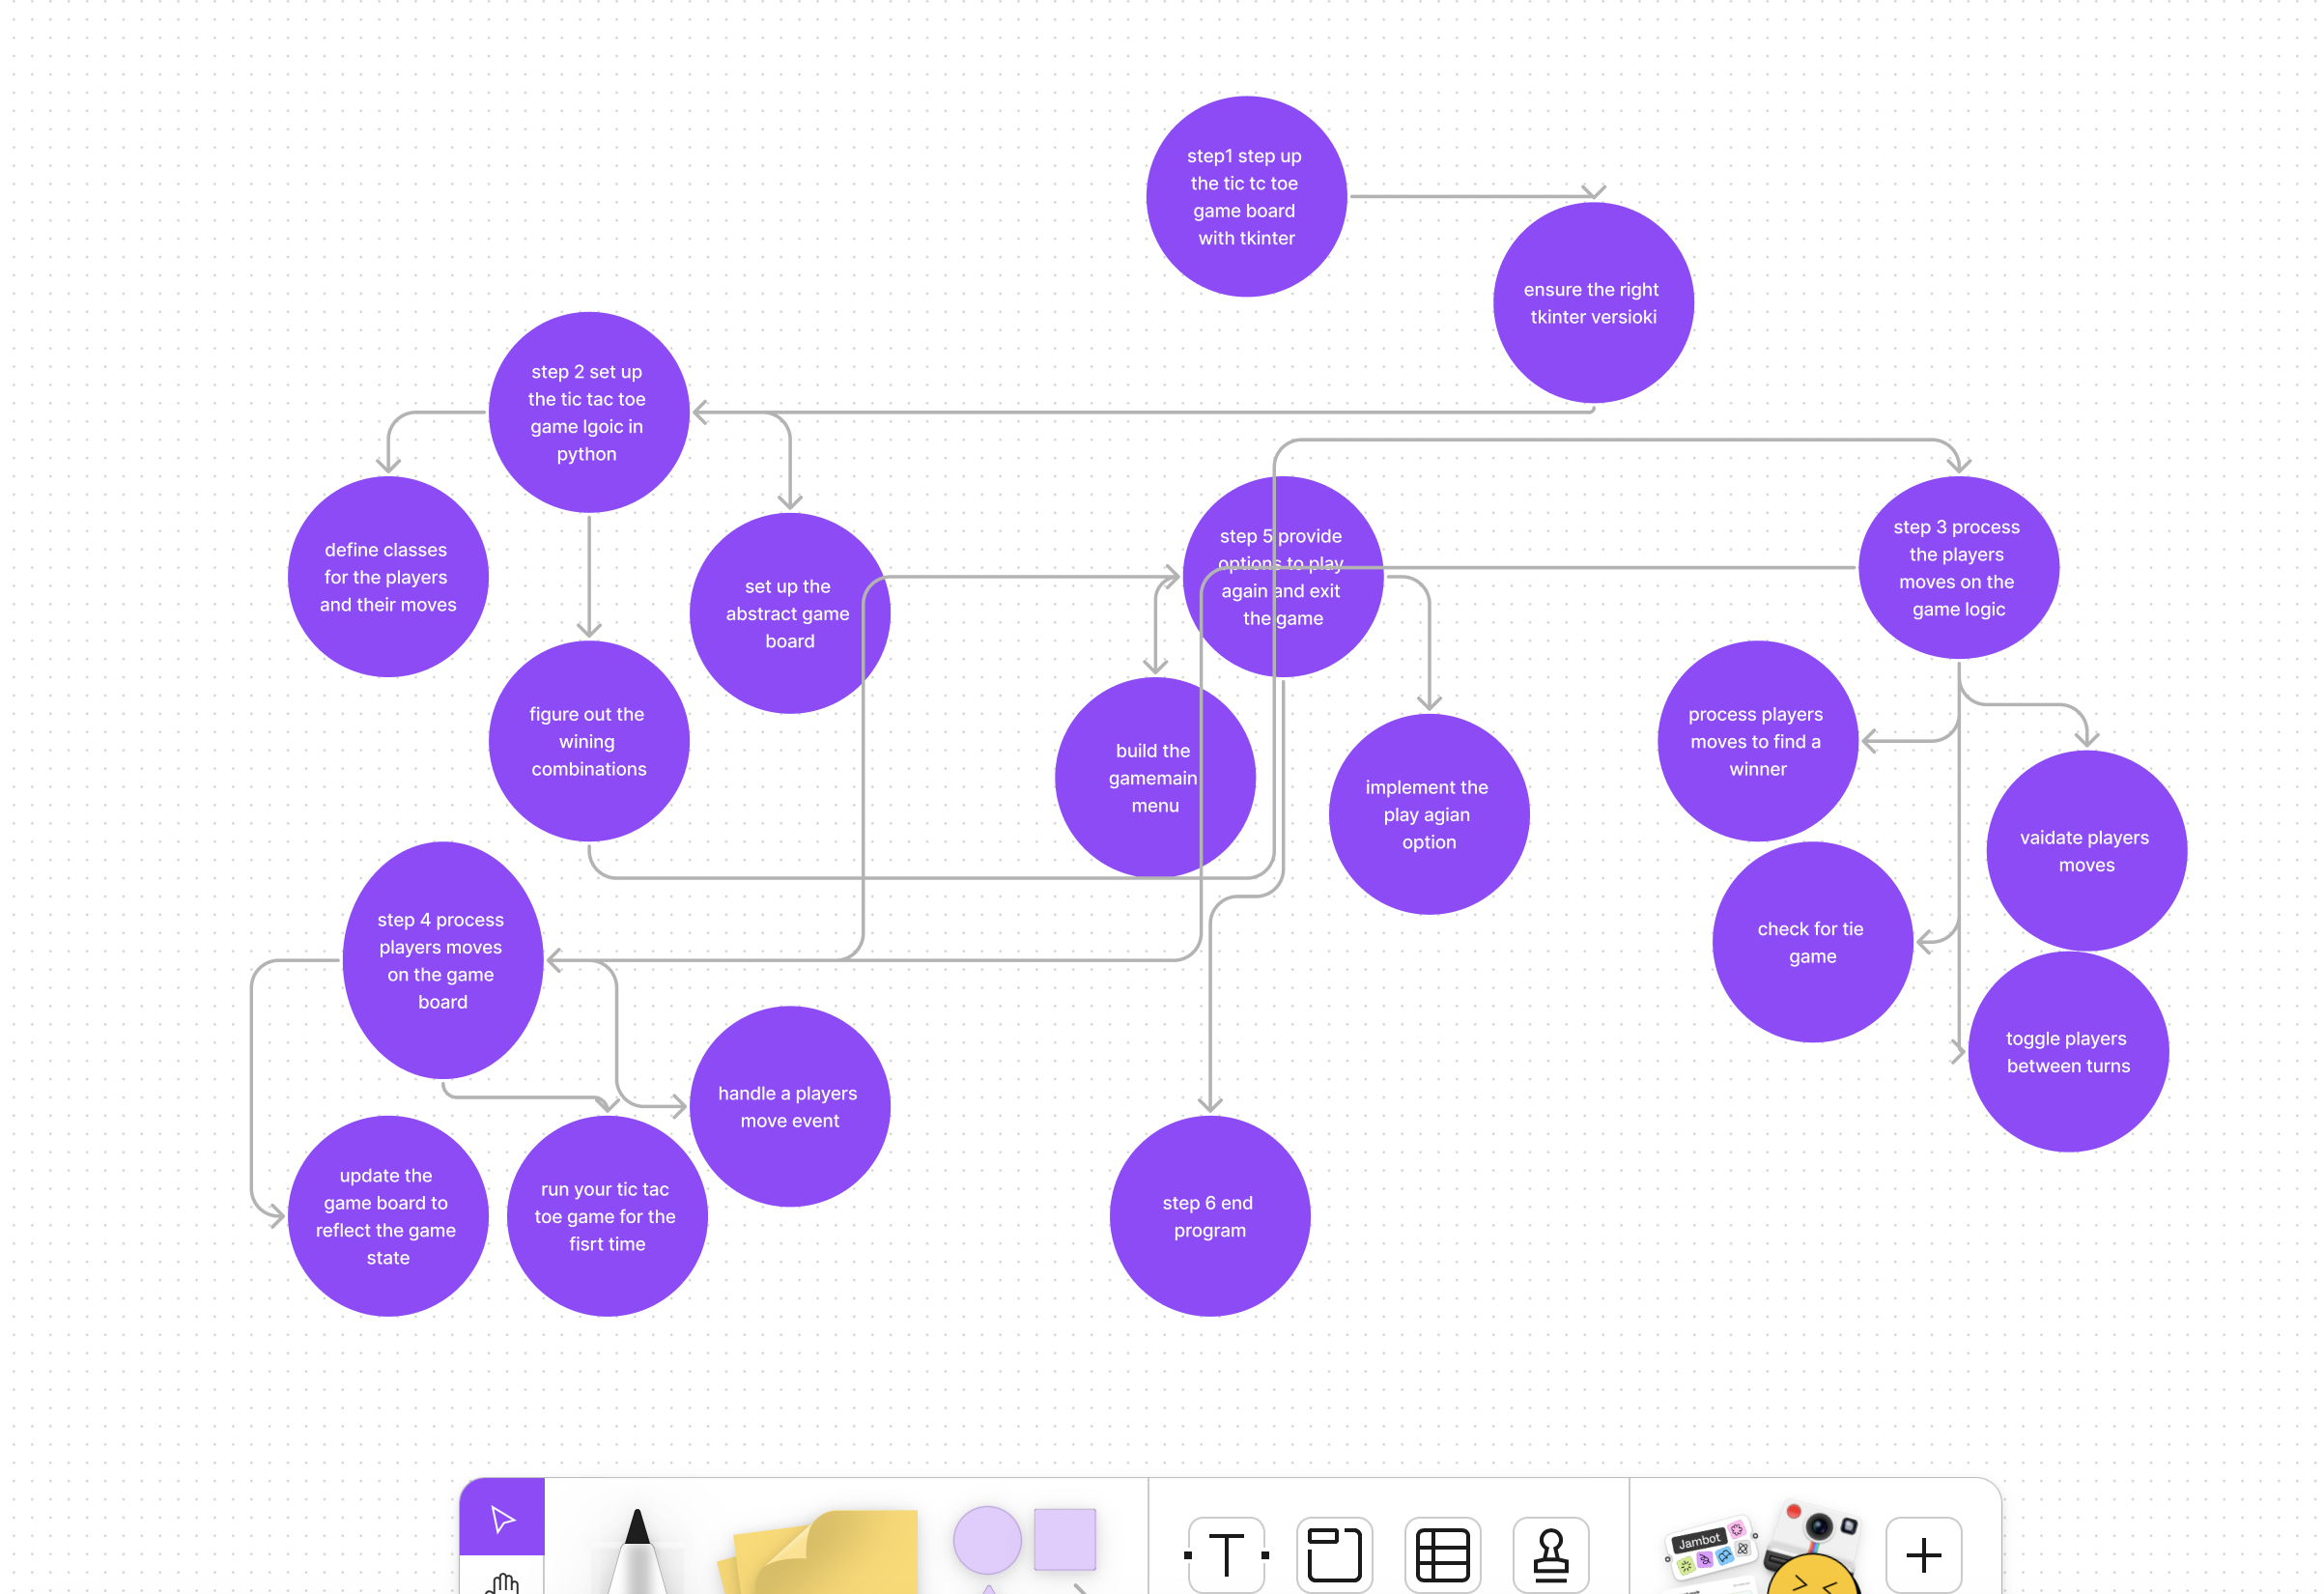 step1 step up
the tic tc toe
game board
with tkinter
ensure the right
tkinter versioki
step 2 set up
the tic tac toe
game lgoic in
python
define classes
for the players
and their moves
set up the
abstract game
board
figure out the
wining
combinations
step 5 provide
options to play
again and exit
the game
build the
gamemain
menu
implement the
play agian
option
step 3 process
the players
moves on the
game logic
process players
moves to find a
winner
vaidate players
moves
check for tie
game
toggle players
between turns
step 4 process
players moves
on the game
board
handle a players
move event
update the
game board to
reflect the game
state
run your tic tac
toe game for the
fisrt time
step 6 end
program
T
Jambot